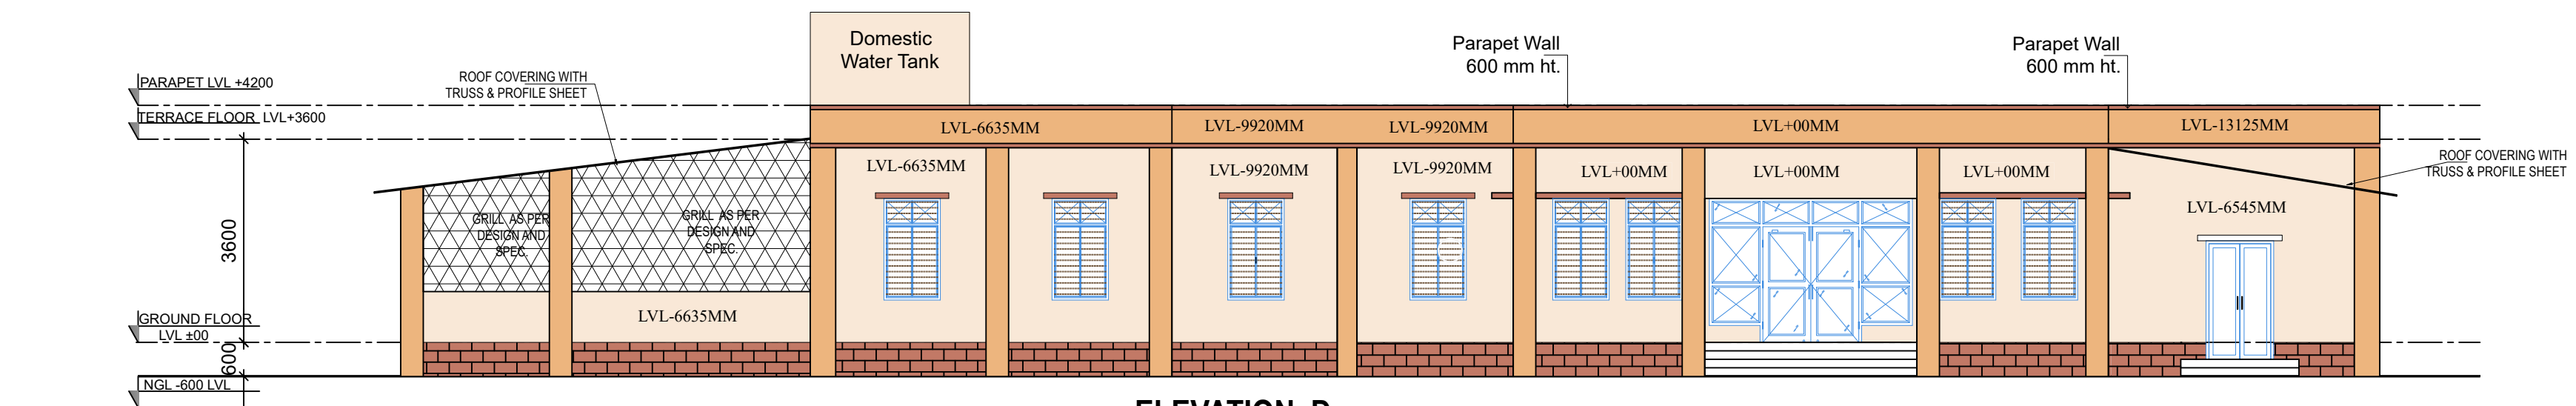 Domestic
Water Tank
Parapet Wall
600 mm ht.
Parapet Wall
600 mm ht.
PARAPET LVL +4200
ROOF COVERING WITH
TRUSS & PROFILE SHEET
TERRACE FLOOR LVL+3600
LVL-6635MM
LVL-9920MM
LVL-9920MM
LVL+00MM
LVL-13125MM
LVL-6635MM
LVL-9920MM
LVL-9920MM
LVL+00MM
LVL+00MM
LVL+00MM
ROOF COVERING WITH
TRUSS & PROFILE SHEET
LVL-6545MM
GRILL AS PER
DESIGN AND
SPEC.
GRILL AS PER
DESIGN AND
SPEC.
3600
LVL-6635MM
GROUND FLOOR
LVL ±00
600
NGL -600 LVL